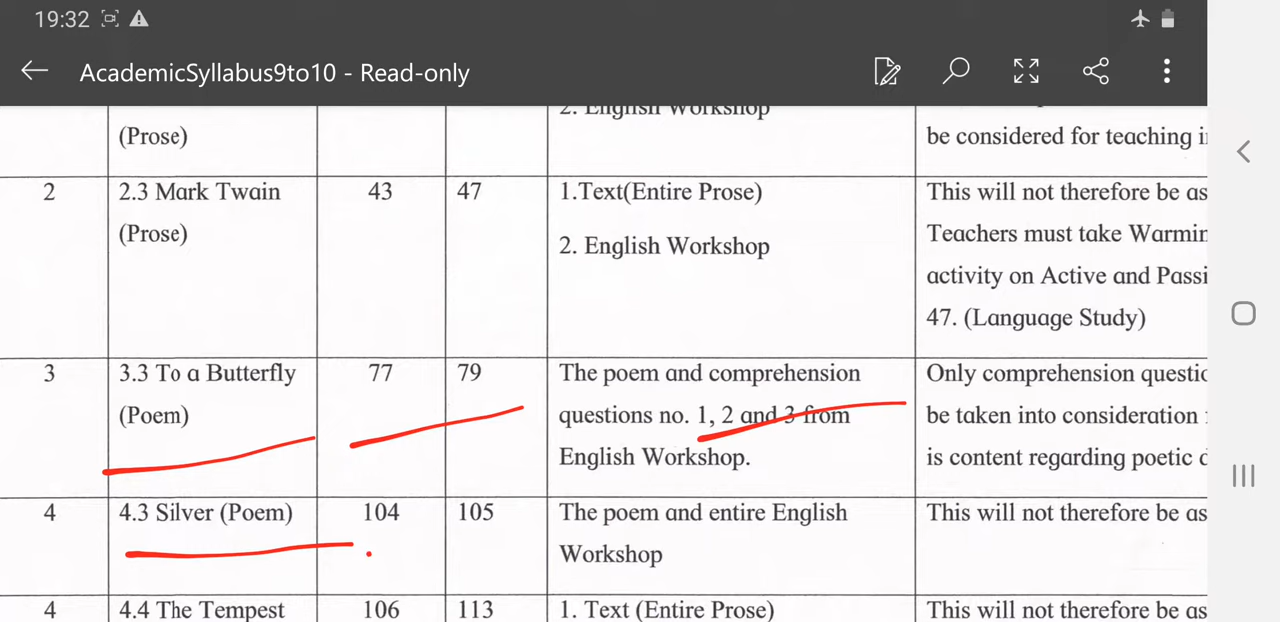 19:32
AcademicSyllabus9to10 - Read-only
2. English Workshop
(Prose)
be considered for teaching
2
2.3 Mark Twain
(Prose)
43
47
1.Text(Entire Prose)
2. English Workshop
This will not therefore be as
Teachers must take
activity on Active and
47. (Language Study)
3
3.3 To a Butterfly
(Poem)
77
79
The poem and comprehension
questions no. 1, 2 and 3 from
English Workshop.
Only comprehension
be taken into consideration
is content regarding poetic
4
4.3 Silver (Poem)
104
105
The poem and entire English
Workshop
This will not therefore be as
4
4.4 The Tempest
106
113
1. Text (Entire Prose)
This will not therefore be as